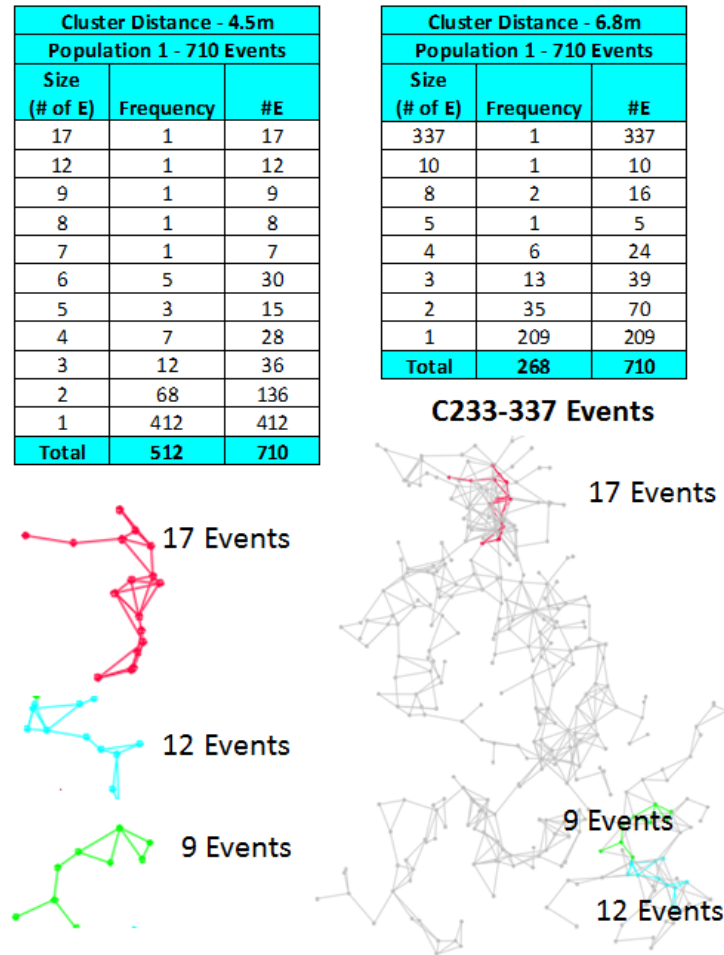 Cluster Distance - 4.5m
Population 1 - 710 Events
Size (# of E) Frequency #E
17 1 17
12 1 12
9 1 9
8 1 8
7 1 7
6 5 30
5 3 15
4 7 28
3 12 36
2 68 136
1 412 412
Total 512 710
Cluster Distance - 6.8m
Population 1 - 710 Events
Size (# of E) Frequency #E
337 1 337
10 1 10
8 2 16
5 1 5
4 6 24
3 13 39
2 35 70
1 209 209
Total 268 710
C233-337 Events
17 Events
12 Events
9 Events
17 Events
9 Events
12 Events